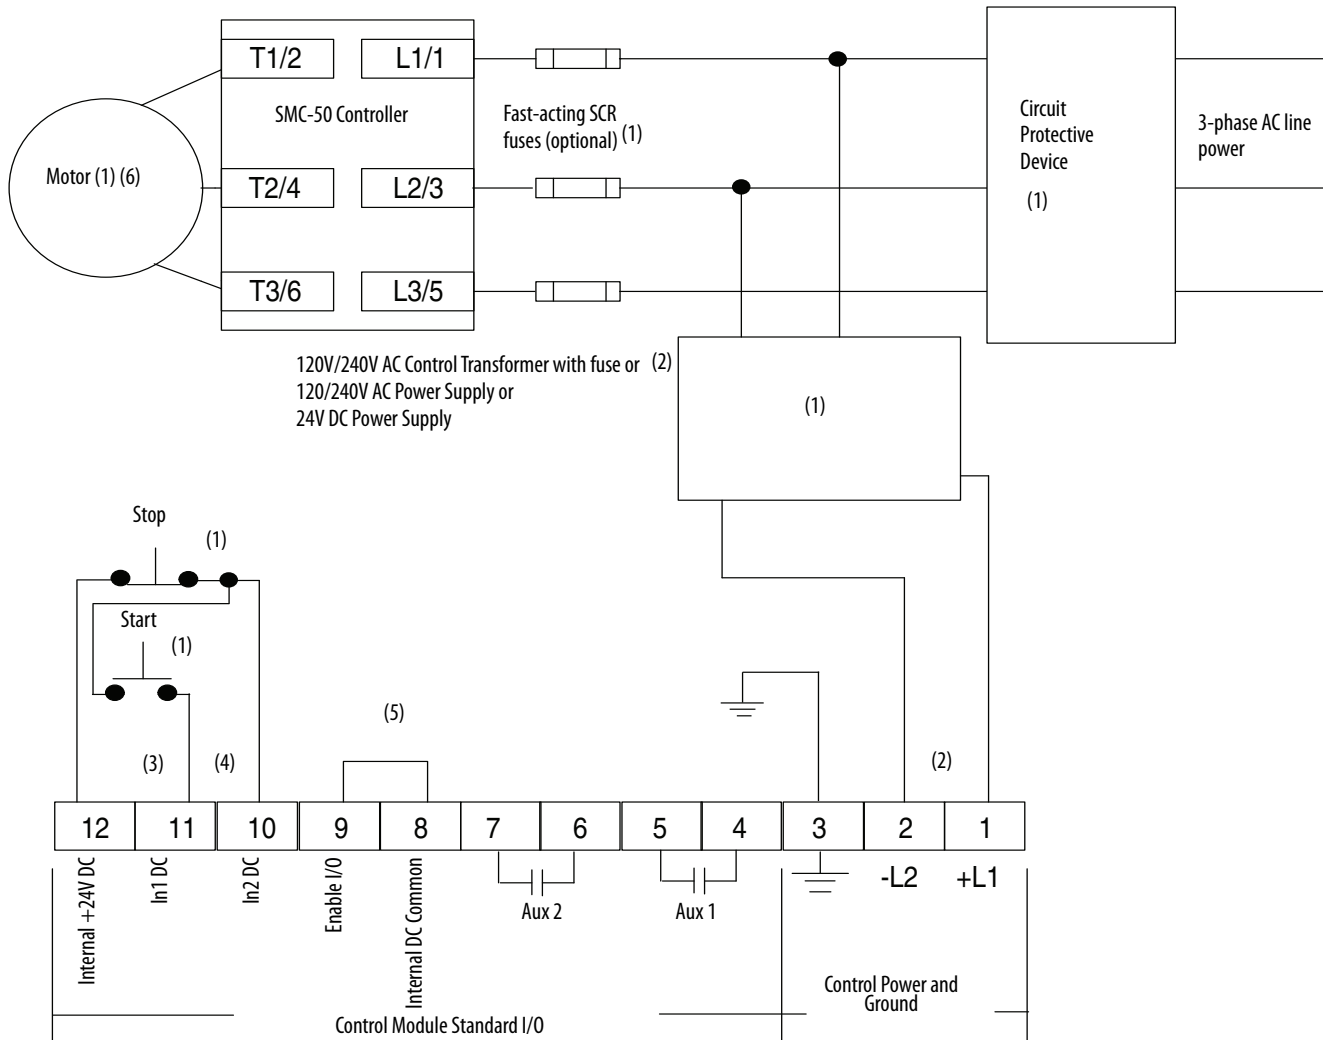 T1/2 L1/1
SMC-50 Controller
Fast-acting SCR
fuses (optional) (1)
Circuit
Protective
Device
(1)
3-phase AC line
power
Motor (1) (6)
T2/4 L2/3
T3/6 L3/5
120V/240V AC Control Transformer with fuse or (2)
120/240V AC Power Supply or
24V DC Power Supply
(1)
Stop
(1)
Start
(1)
(5)
(3) (4)
(2)
12 11 10 9 8 7 6 5 4 3 2 1
Internal +24V DC
In1 DC
In2 DC
Enable I/O
Internal DC Common
Aux 2
Aux 1
-L2
+L1
Control Module Standard I/O
Control Power and
Ground